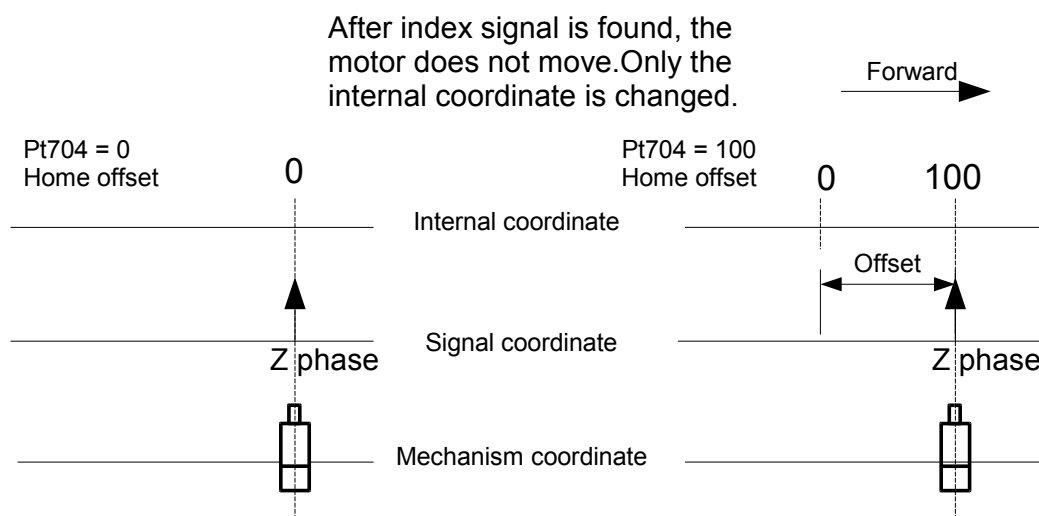 After index signal is found, the
motor does not move.Only the
internal coordinate is changed.
Forward
Pt704 = 0
Home offset
0
Pt704 = 100
Home offset
0
100
Internal coordinate
Offset
Signal coordinate
Z phase
Z phase
Mechanism coordinate